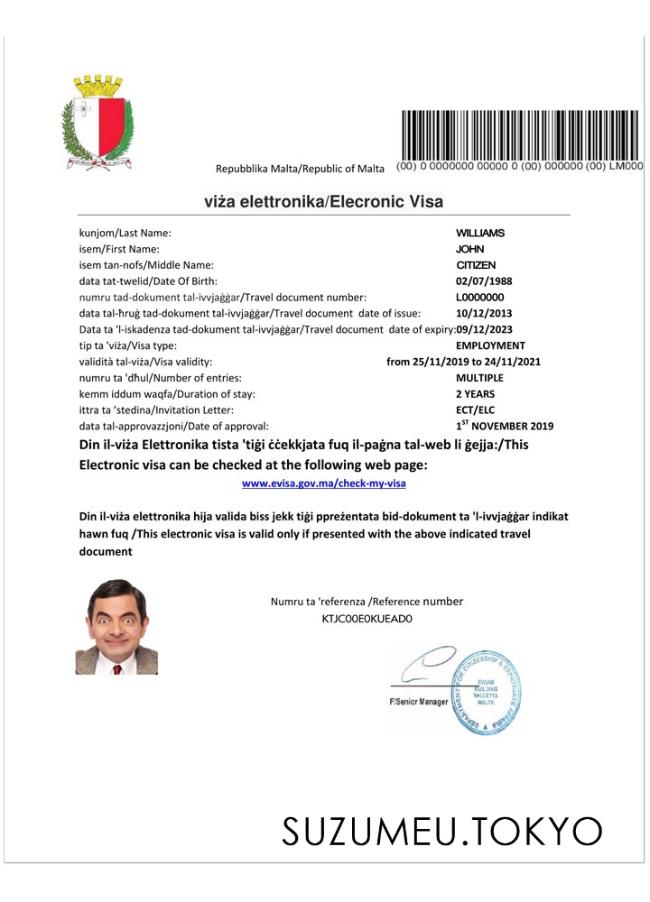 (00) 0 0000000 00000 0 (00) 000000 (00) LM000
Repubblika Malta/Republic of Malta
viża elettronika/Elecronic Visa
kunjom/Last Name: WILLIAMS
isem/First Name: JOHN
isem tan-nofs/Middle Name: CITIZEN
data tat-twelid/Date Of Birth: 02/07/1988
numru tad-dokument tal-ivvjaġġar/Travel document number: L0000000
data tal-ħruġ tad-dokument tal-ivvjaġġar/Travel document date of issue: 10/12/2013
Data ta 'l-iskadenza tad-dokument tal-ivvjaġġar/Travel document date of expiry:09/12/2023
tip ta 'viża/Visa type: EMPLOYMENT
validità tal-viża/Visa validity: from 25/11/2019 to 24/11/2021
numru ta 'dħul/Number of entries: MULTIPLE
kemm iddum waqfa/Duration of stay: 2 YEARS
ittra ta 'stedina/Invitation Letter: ECT/ELC
data tal-approvazzjoni/Date of approval: 1ST NOVEMBER 2019
Din il-viża Elettronika tista 'tiġi ċċekkjata fuq il-paġna tal-web li ġejja:/This
Electronic visa can be checked at the following web page:
www.evisa.gov.ma/check-my-visa
Din il-viża elettronika hija valida biss jekk tiġi ppreżentata bid-dokument ta 'l-ivvjaġġar indikat
hawn fuq /This electronic visa is valid only if presented with the above indicated travel
document
Numru ta 'referenza /Reference number
KTJC00E0KUEAD0
F/Senior Manager
DEPARTMENT FOR CITIZENSHIP & EXPATRIATE AFFAIRS
EVANS
BUILDING
VALLETTA
MALTA
SUZUMEU.TOKYO